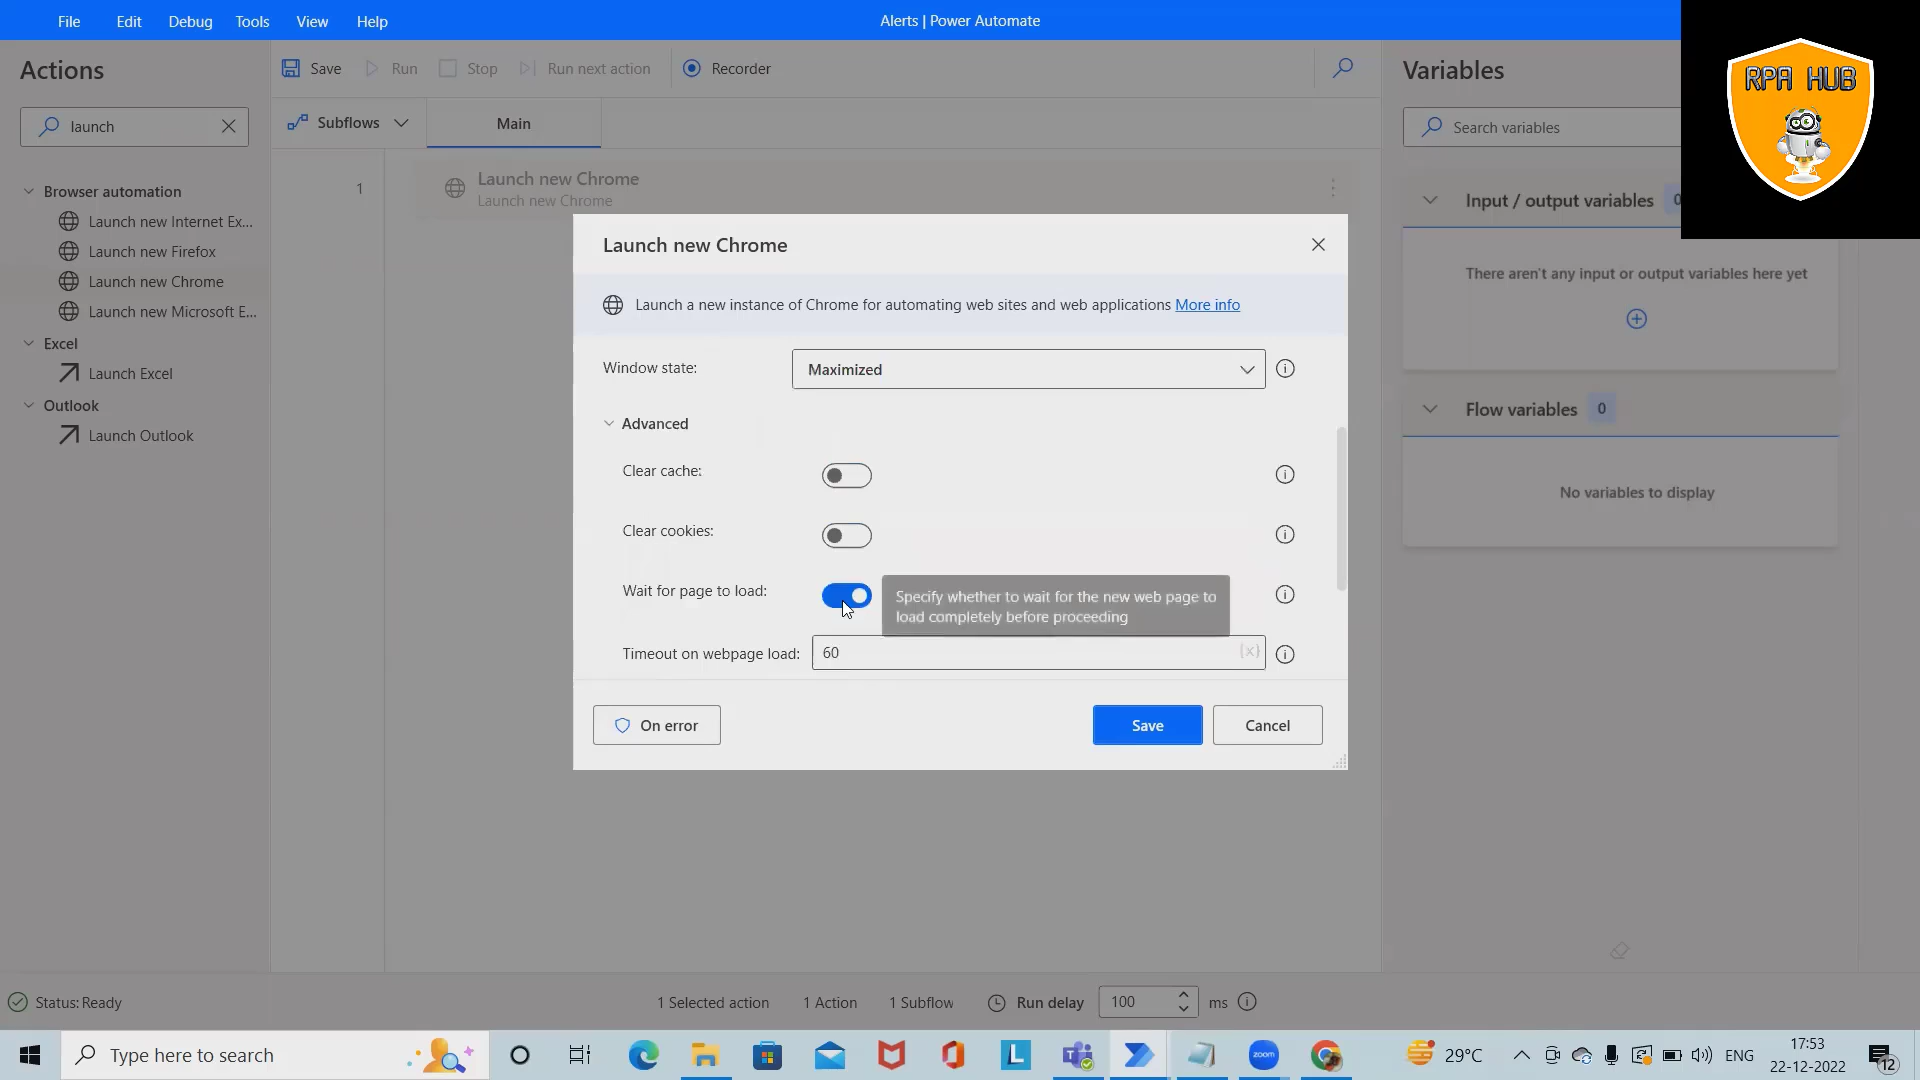 File Edit Debug Tools View Help
Alerts | Power Automate
RPA HUB
Actions
launch
Browser automation
Launch new Internet Ex...
Launch new Firefox
Launch new Chrome
Launch new Microsoft E...
Excel
Launch Excel
Outlook
Launch Outlook
Save Run Stop Run next action Recorder
Subflows Main
1
Launch new Chrome
Launch new Chrome
Launch new Chrome
Launch a new instance of Chrome for automating web sites and web applications More info
Window state: Maximized
Advanced
Clear cache:
Clear cookies:
Wait for page to load:
Specify whether to wait for the new web page to
load completely before proceeding
Timeout on webpage load: 60 {x}
On error Save Cancel
Variables
Search variables
Input / output variables 0
There aren't any input or output variables here yet
Flow variables 0
No variables to display
Status: Ready 1 Selected action 1 Action 1 Subflow Run delay 100 ms
Type here to search
L
zoom
29°C
ENG
17:53
22-12-2022
12